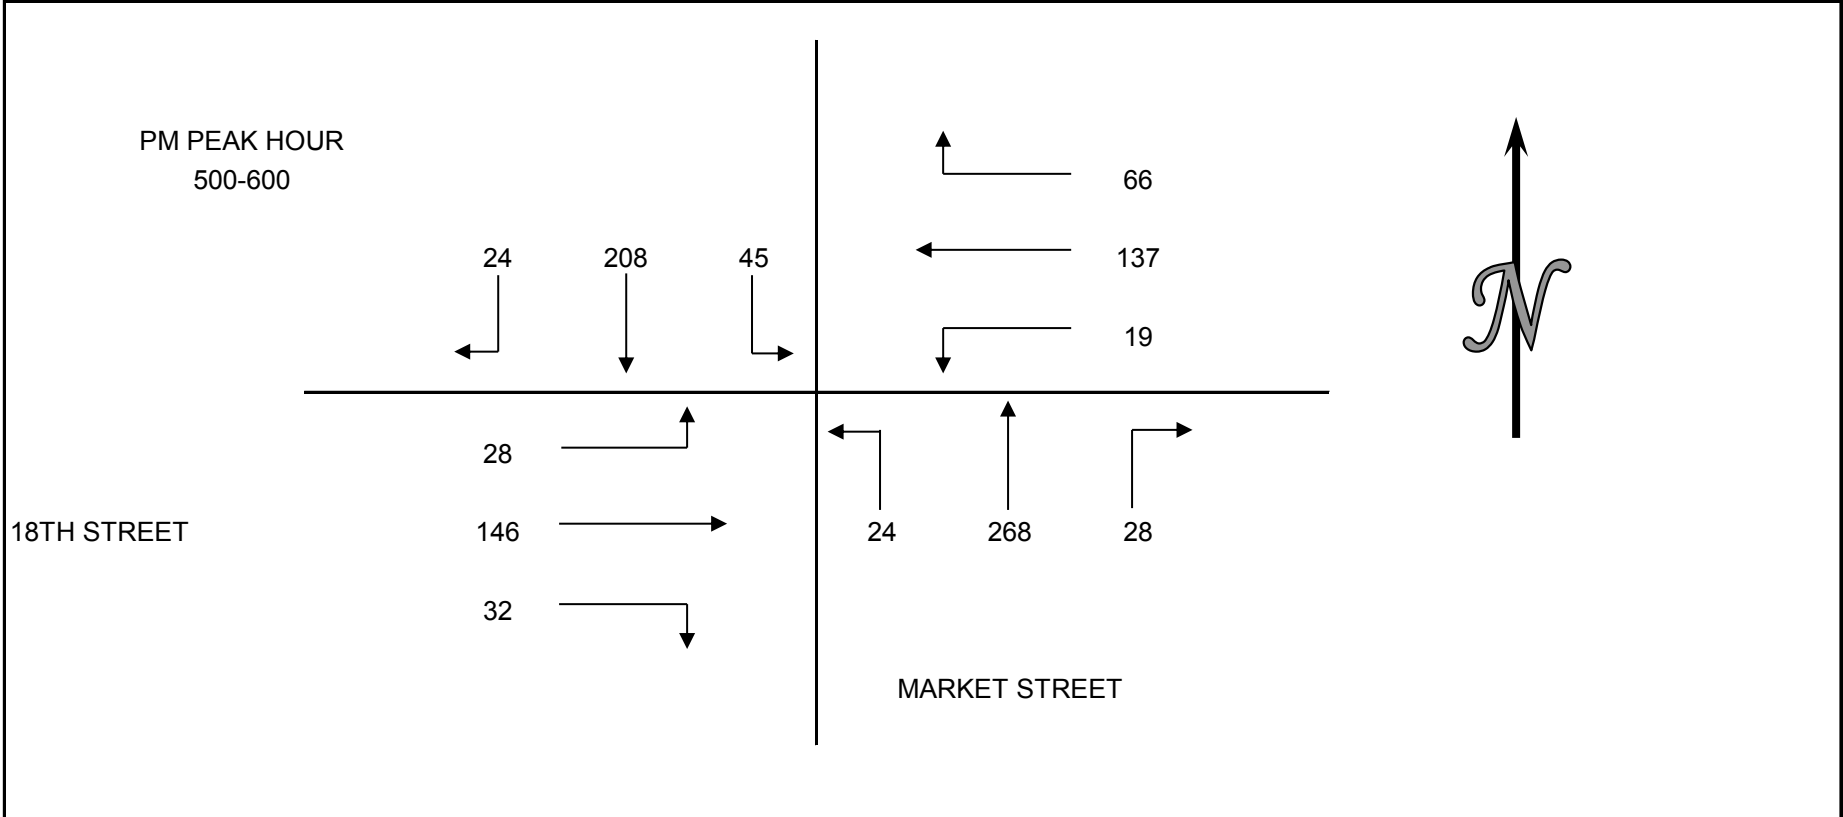 PM PEAK HOUR
500-600
66
24 208 45 137
19
28
18TH STREET 146 24 268 28
32
MARKET STREET
N